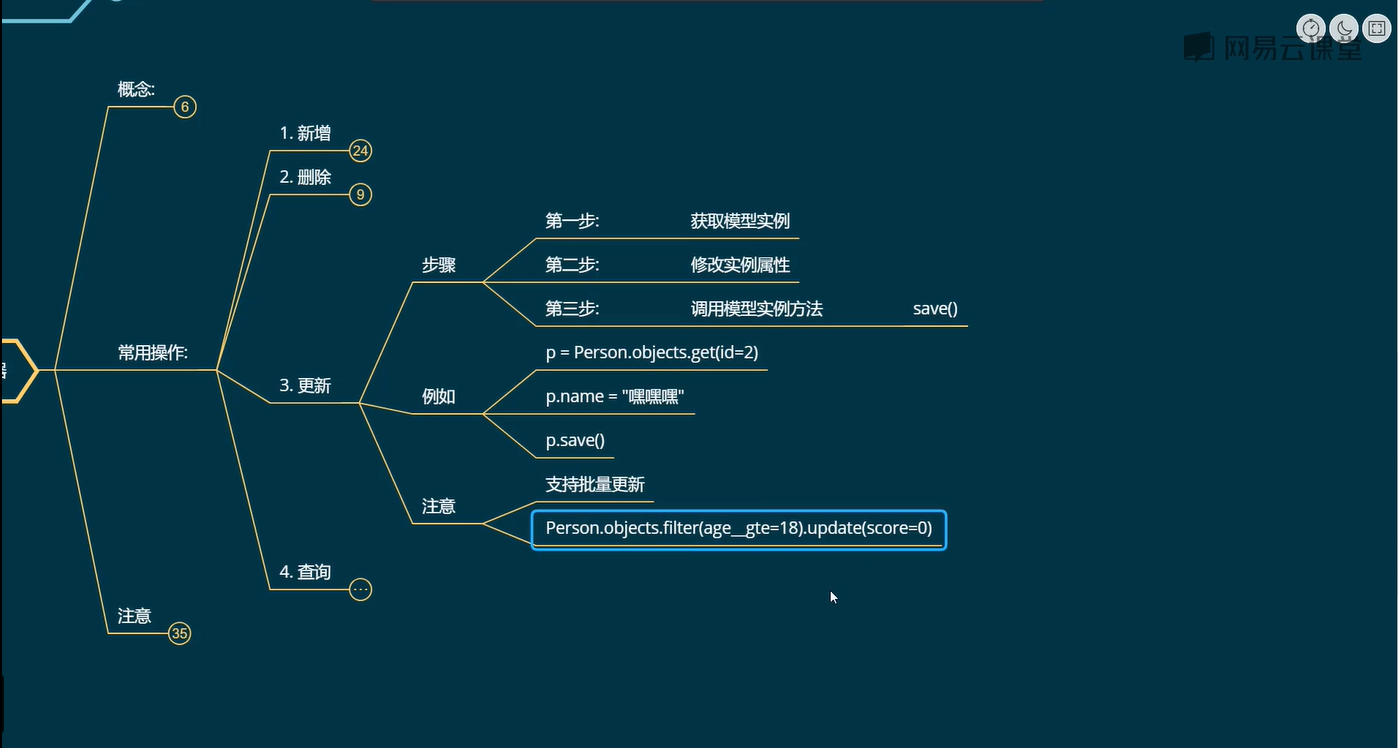 网易云课堂
概念:
6
1. 新增
24
2. 删除
9
第一步: 获取模型实例
步骤
第二步: 修改实例属性
第三步: 调用模型实例方法 save()
常用操作:
p = Person.objects.get(id=2)
3. 更新
例如
p.name = "嘿嘿嘿"
p.save()
支持批量更新
注意
Person.objects.filter(age__gte=18).update(score=0)
4. 查询
...
注意
35